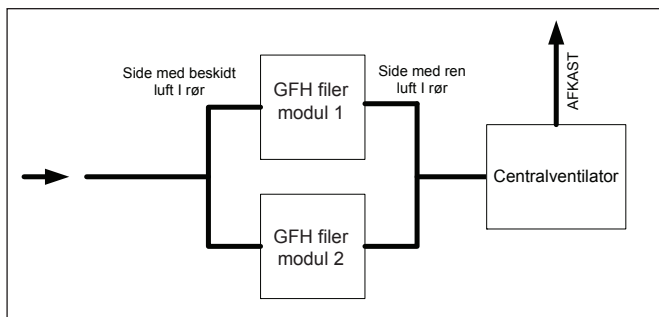 Side med beskidt
luft I rør
GFH filer
modul 1
Side med ren
luft I rør
AFKAST
Centralventilator
GFH filer
modul 2